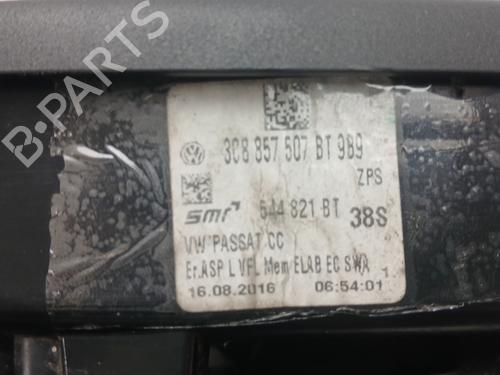 3C8 857 507 BT 9B9
ZPS
smr 644 821 BT 38S
VW PASSAT CC
Er.ASP L VFL Mem ELAB EC SWA 1
16.08.2016 06:54:01
B-PARTS